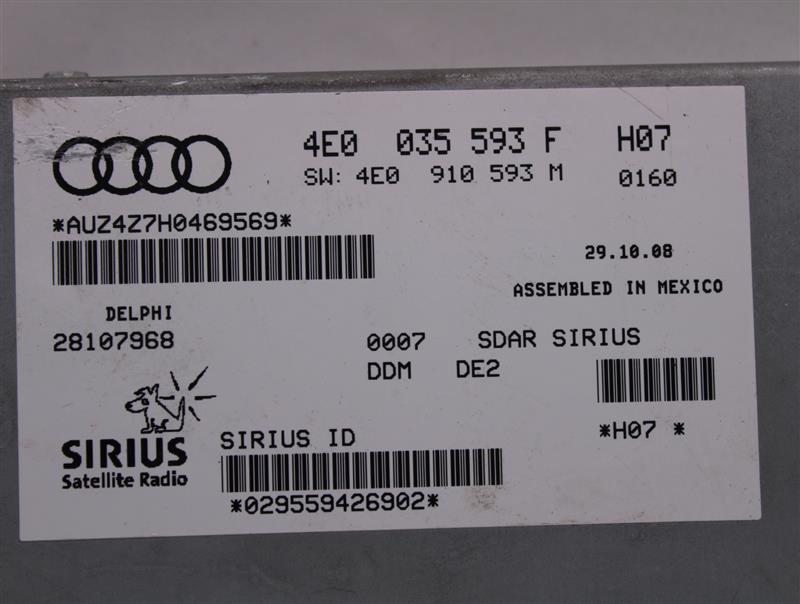 4E0 035 593 F H07
SW: 4E0 910 593 M 0160
*AUZ4Z7H0469569*
29.10.08
ASSEMBLED IN MEXICO
DELPHI
28107968 0007 SDAR SIRIUS
DDM DE2
*H07 *
SIRIUS
Satellite Radio
SIRIUS ID
*029559426902*